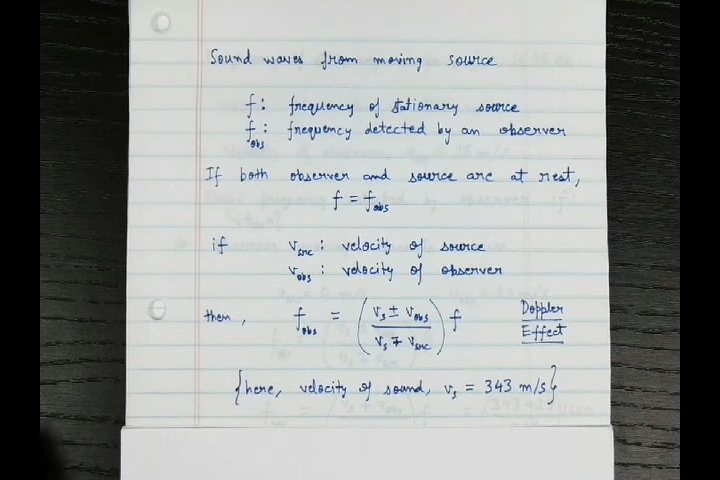 Sound waves from moving source
f : frequency of stationary source
f_obs : frequency detected by an observer
If both observer and source are at rest,
f = f_obs
if v_src : velocity of source
v_obs : velocity of observer
then, f_obs = ( (v_s ± v_obs) / (v_s ∓ v_src) ) f Doppler Effect
{here, velocity of sound, v_s = 343 m/s}